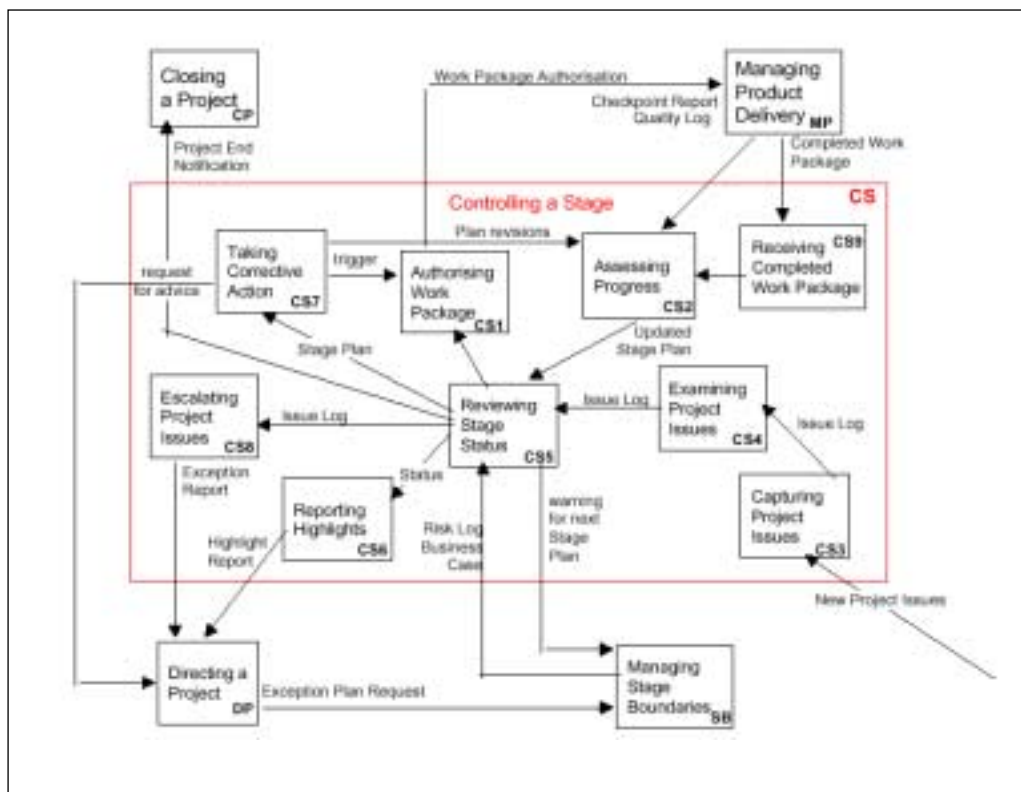 Closing
a Project
CP
Work Package Authorisation
Managing
Product
Delivery
MP
Checkpoint Report
Quality Log
Project End
Notification
Completed Work
Package
Controlling a Stage
CS
Taking
Corrective
Action
CS7
Plan revisions
trigger
Authorising
Work
Package
CS1
Assessing
Progress
CS2
CS9
Receiving
Completed
Work Package
request
for advice
Stage Plan
Updated
Stage Plan
Escalating
Project
Issues
CS8
Issue Log
Reviewing
Stage
Status
CS5
Issue Log
Examining
Project
Issues
CS4
Issue Log
Exception
Report
Status
Reporting
Highlights
CS6
Highlight
Report
Risk Log
Business
Case
warning
for next
Stage
Plan
Capturing
Project
Issues
CS3
New Project Issues
Directing a
Project
DP
Exception Plan Request
Managing
Stage
Boundaries
SB